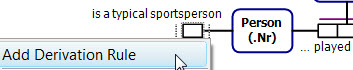 is a typical sportsperson
Person
(.Nr)
... played
Add Derivation Rule